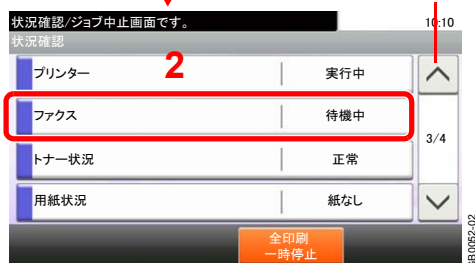 状況確認/ジョブ中止画面です。
10:10
状況確認
プリンター
2
実行中
ファクス
待機中
3/4
トナー状況
正常
用紙状況
紙なし
全印刷
一時停止